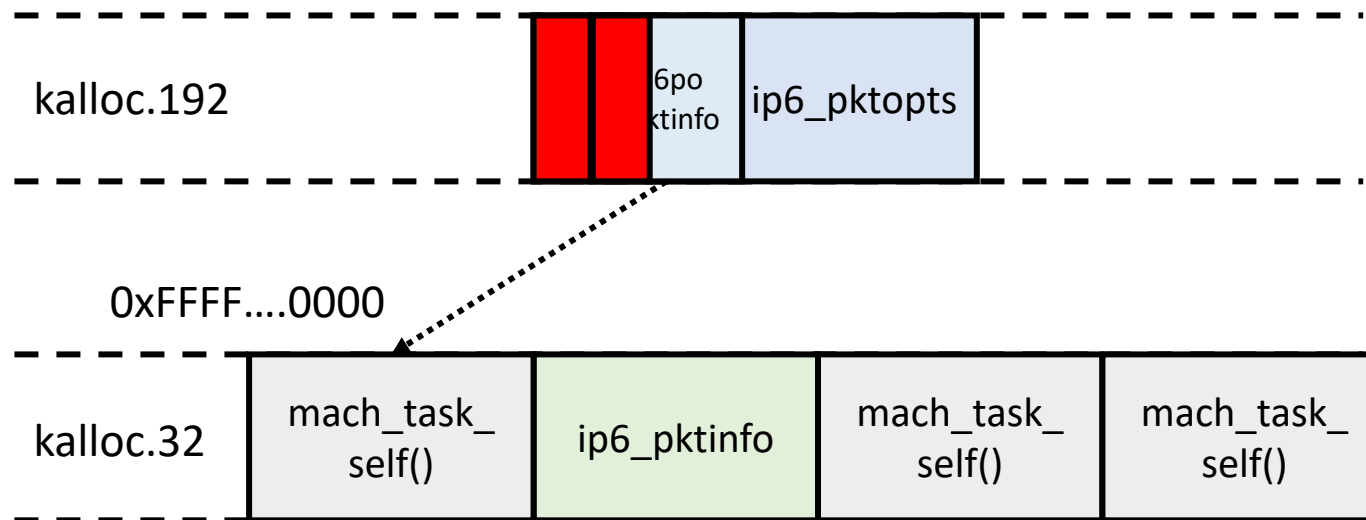 kalloc.192
6po
ktinfo
ip6_pktopts
0xFFFF....0000
kalloc.32
mach_task_
self()
ip6_pktinfo
mach_task_
self()
mach_task_
self()